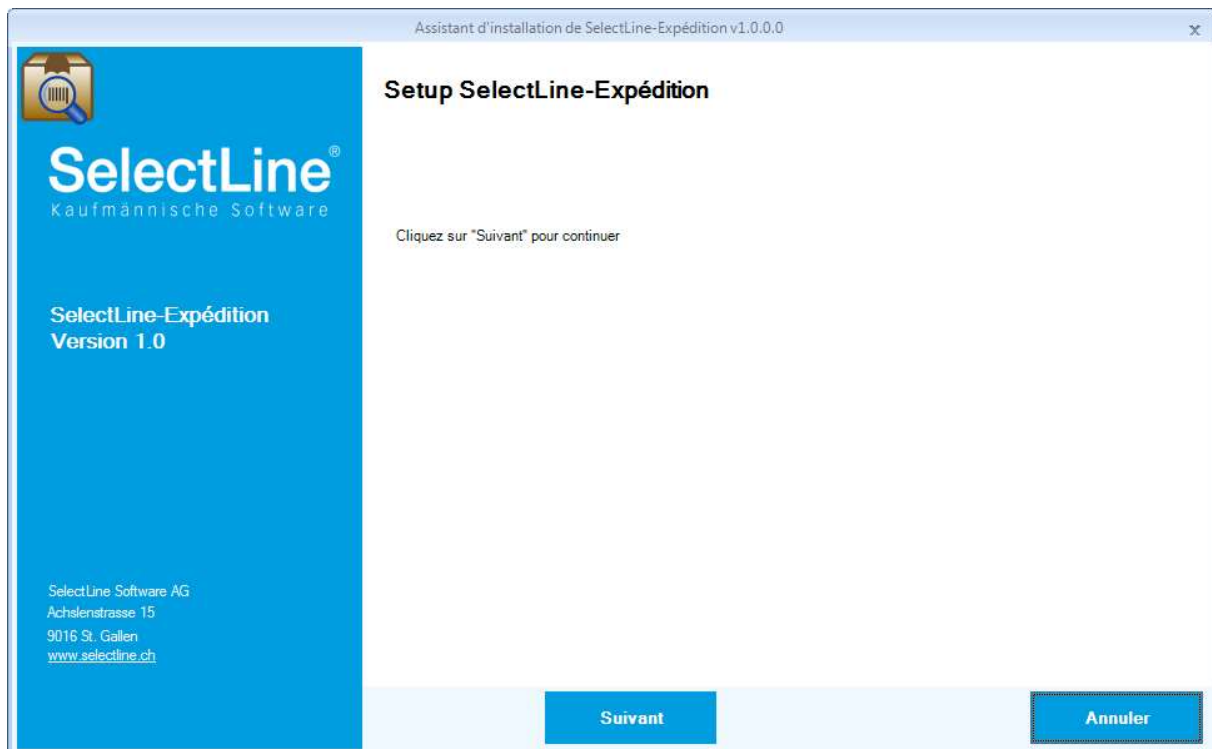 Assistant d'installation de SelectLine-Expédition v1.0.0.0
x
Setup SelectLine-Expédition
SelectLine®
Kaufmännische Software
Cliquez sur "Suivant" pour continuer
SelectLine-Expédition
Version 1.0
SelectLine Software AG
Achslenstrasse 15
9016 St. Gallen
www.selectline.ch
Suivant
Annuler